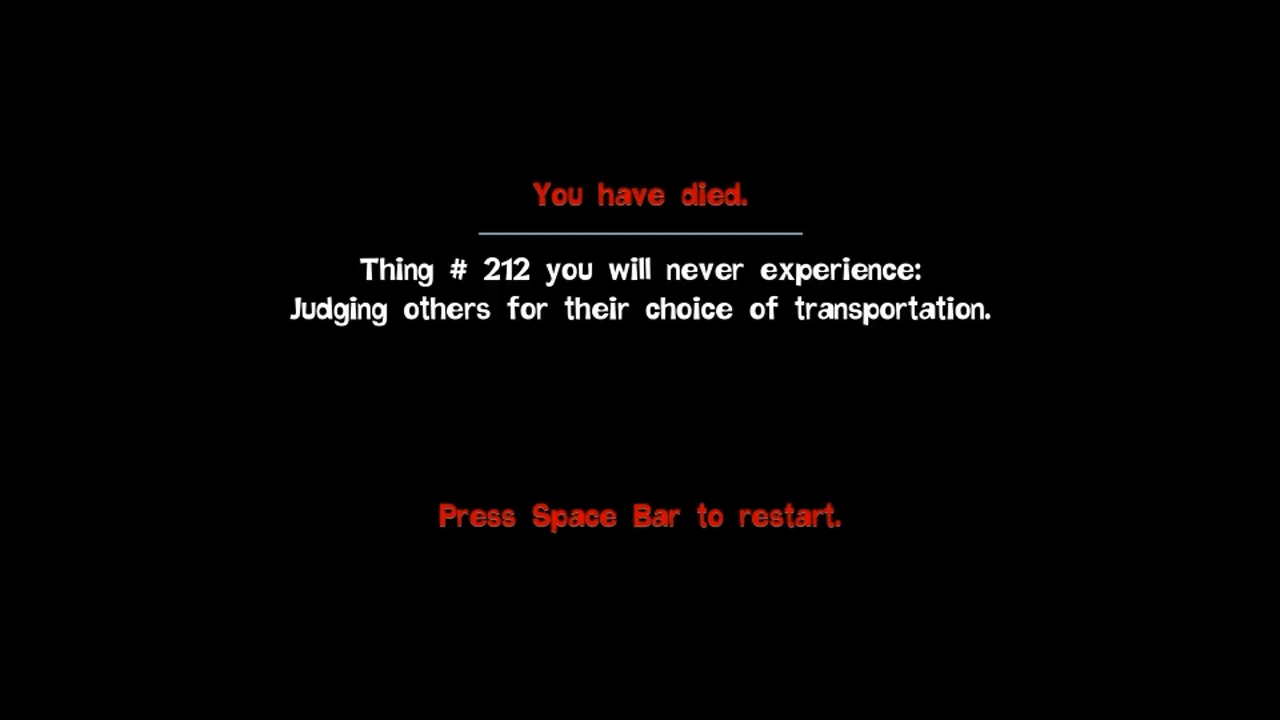 You have died.
Thing # 212 you will never experience:
Judging others for their choice of transportation.
Press Space Bar to restart.